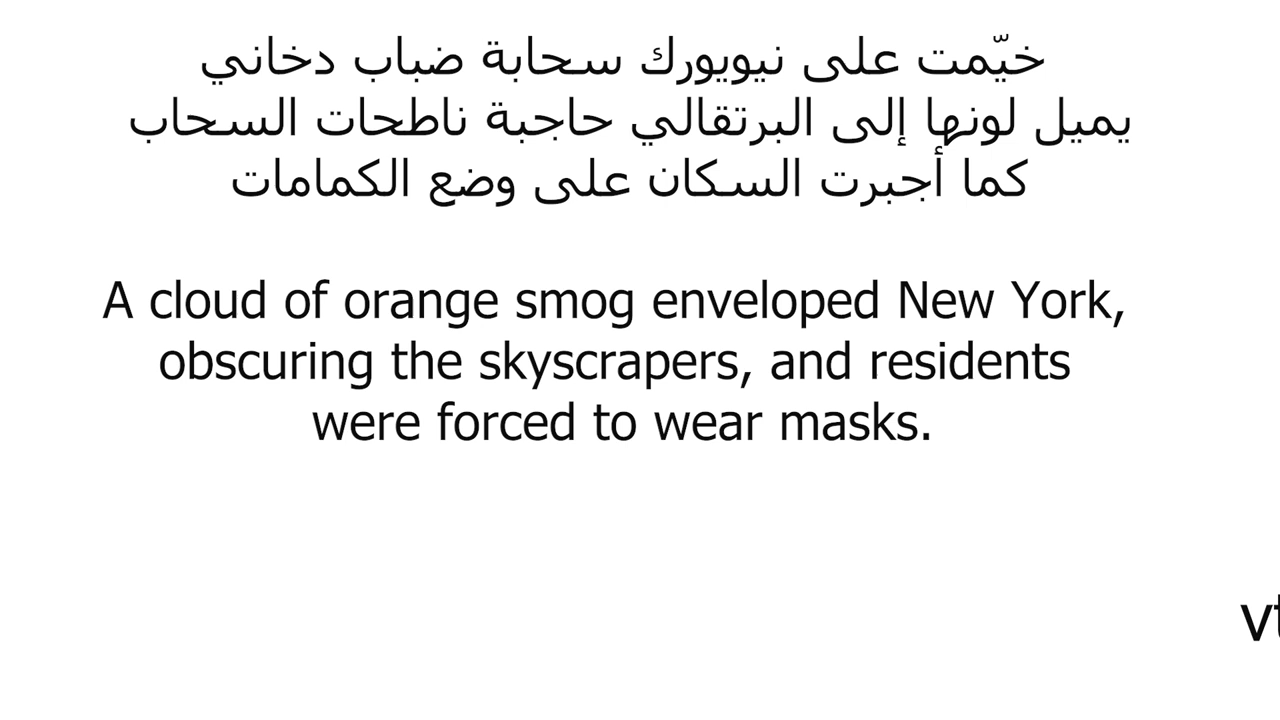 خيّمت على نيويورك سحابة ضباب دخاني
يميل لونها إلى البرتقالي حاجبة ناطحات السحاب
كما أجبرت السكان على وضع الكمامات
A cloud of orange smog enveloped New York,
obscuring the skyscrapers, and residents
were forced to wear masks.